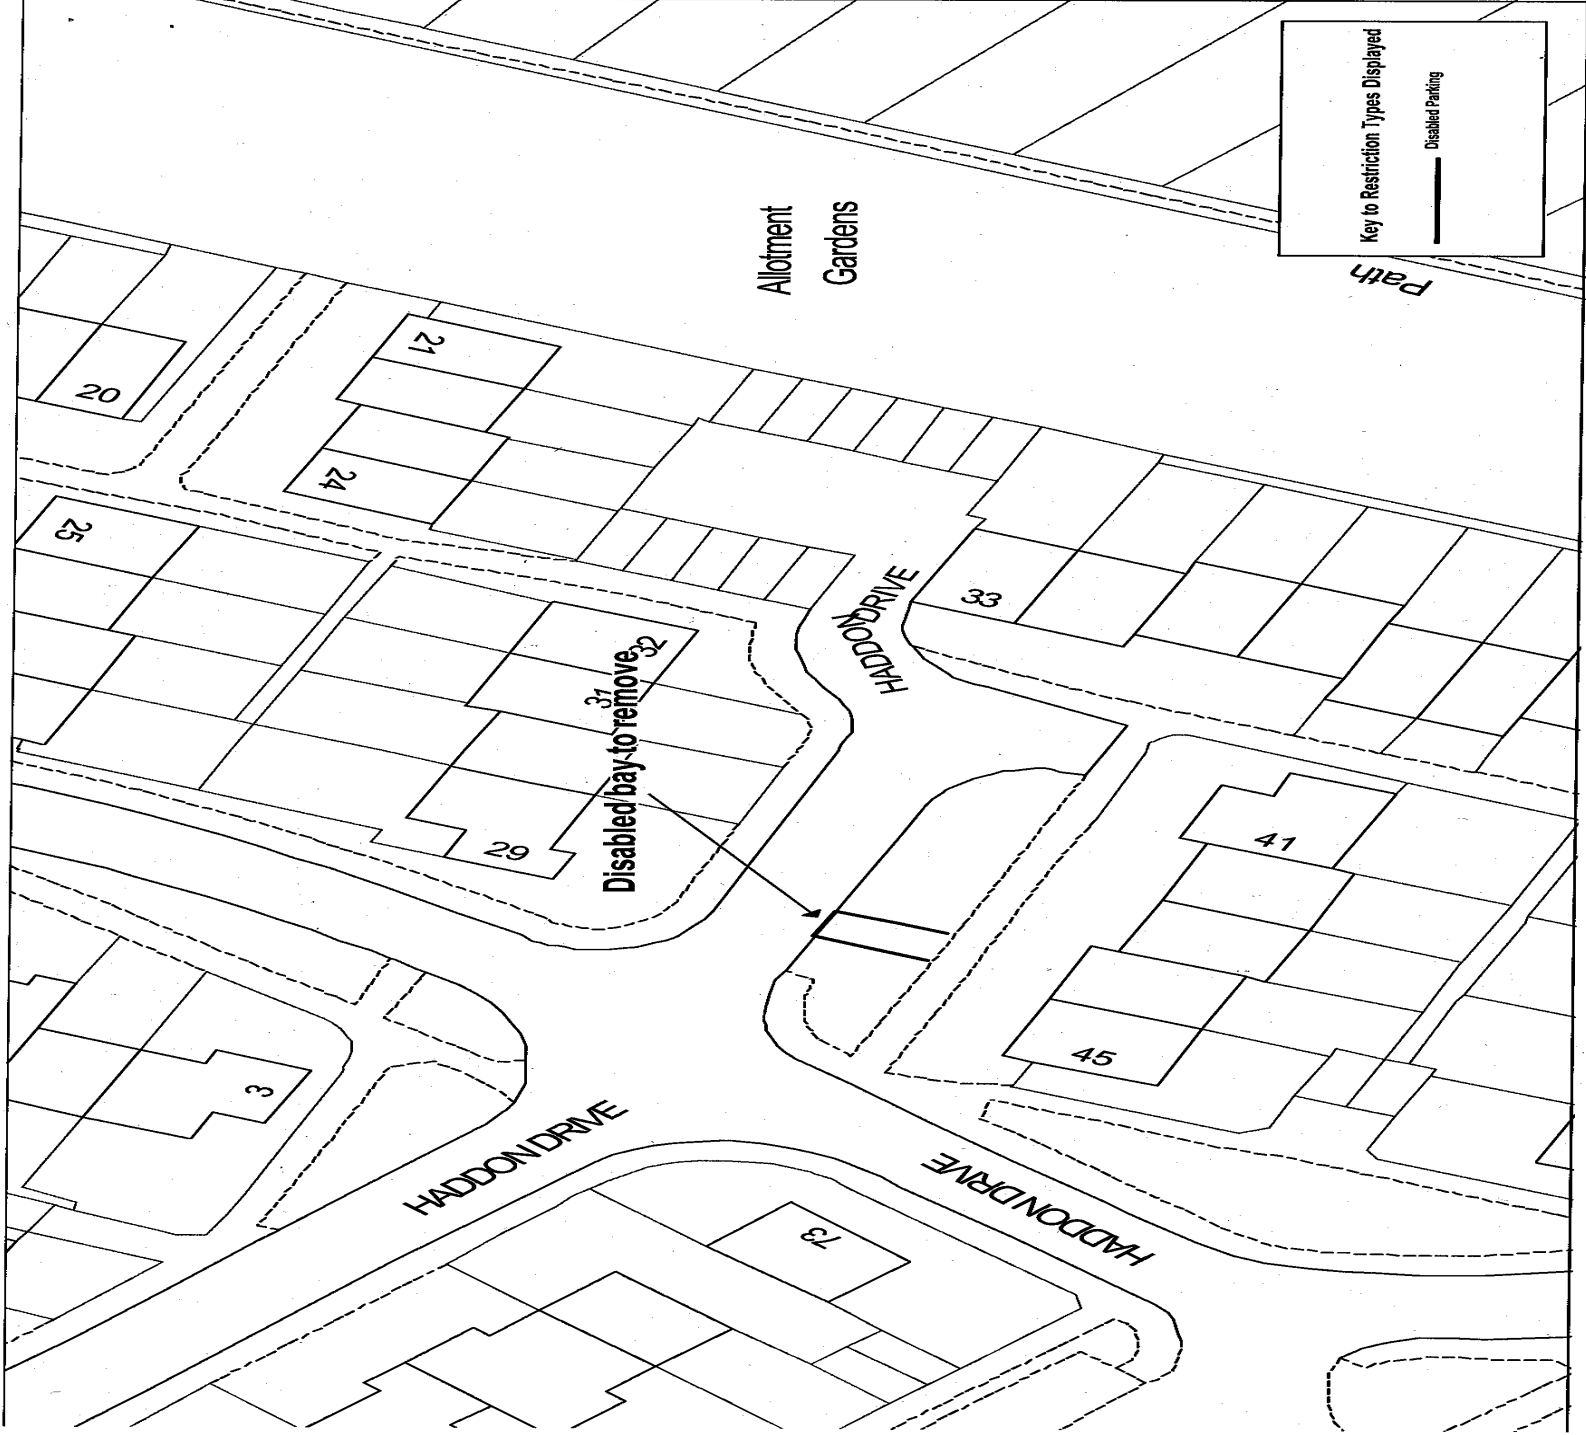 Key to Restriction Types Displayed
Disabled Parking
Allotment
Gardens
Path
20
21
24
25
33
HADDON DRIVE
32
31
Disabled bay to remove
29
41
45
3
HADDON DRIVE
HADDON DRIVE
73